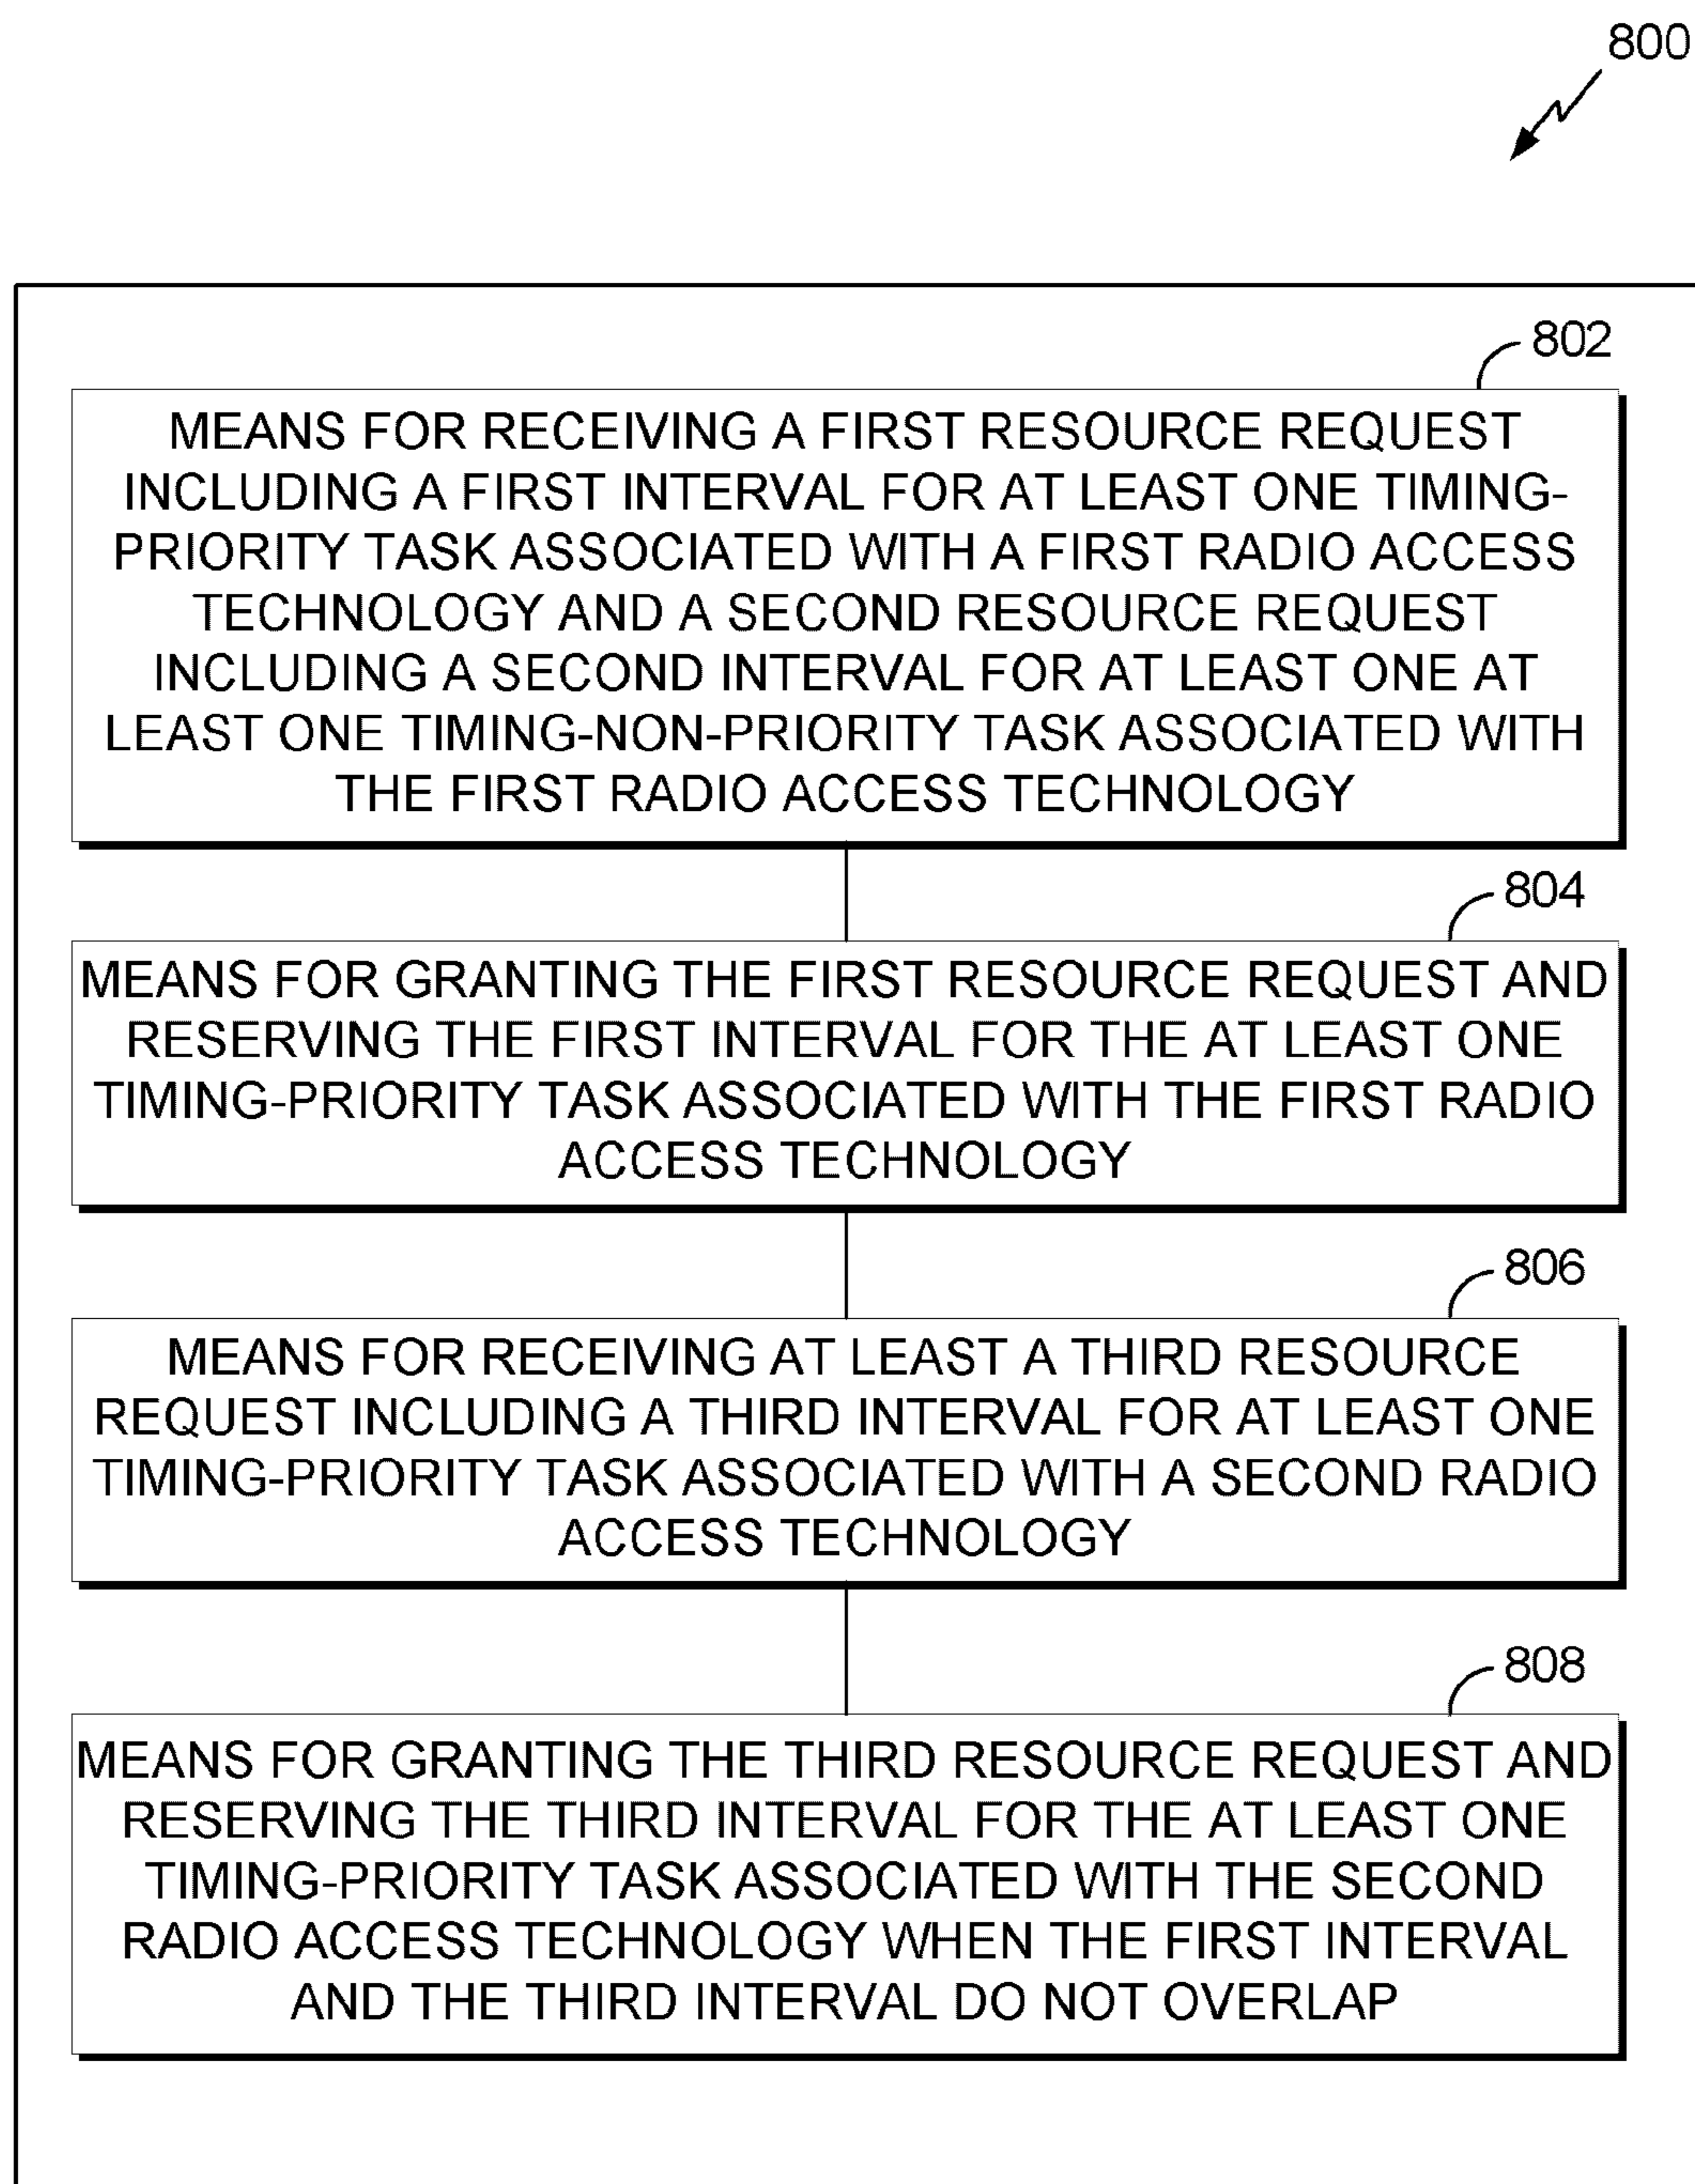 800
802
MEANS FOR RECEIVING A FIRST RESOURCE REQUEST
INCLUDING A FIRST INTERVAL FOR AT LEAST ONE TIMING-
PRIORITY TASK ASSOCIATED WITH A FIRST RADIO ACCESS
TECHNOLOGY AND A SECOND RESOURCE REQUEST
INCLUDING A SECOND INTERVAL FOR AT LEAST ONE AT
LEAST ONE TIMING-NON-PRIORITY TASK ASSOCIATED WITH
THE FIRST RADIO ACCESS TECHNOLOGY
804
MEANS FOR GRANTING THE FIRST RESOURCE REQUEST AND
RESERVING THE FIRST INTERVAL FOR THE AT LEAST ONE
TIMING-PRIORITY TASK ASSOCIATED WITH THE FIRST RADIO
ACCESS TECHNOLOGY
806
MEANS FOR RECEIVING AT LEAST A THIRD RESOURCE
REQUEST INCLUDING A THIRD INTERVAL FOR AT LEAST ONE
TIMING-PRIORITY TASK ASSOCIATED WITH A SECOND RADIO
ACCESS TECHNOLOGY
808
MEANS FOR GRANTING THE THIRD RESOURCE REQUEST AND
RESERVING THE THIRD INTERVAL FOR THE AT LEAST ONE
TIMING-PRIORITY TASK ASSOCIATED WITH THE SECOND
RADIO ACCESS TECHNOLOGY WHEN THE FIRST INTERVAL
AND THE THIRD INTERVAL DO NOT OVERLAP